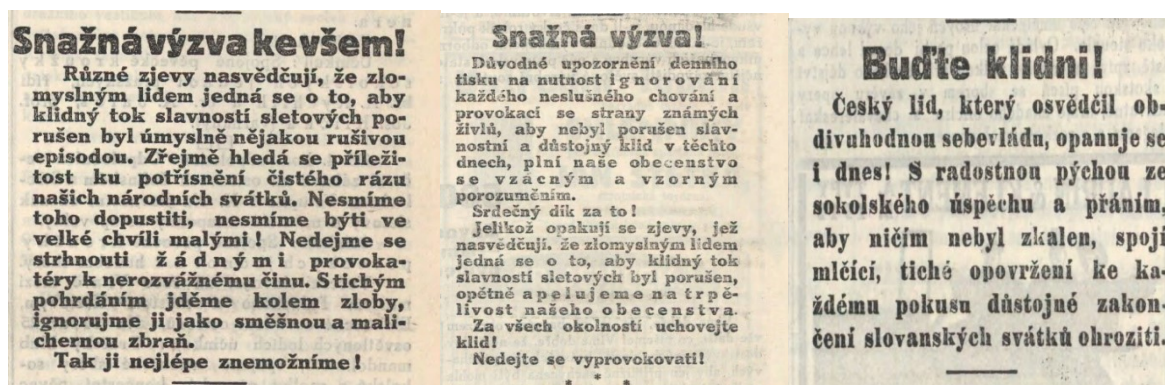 Snažná výzva ke všem!
Různé zjevy nasvědčují, že zlo-
myslným lidem jedná se o to, aby
klidný tok slavností sletových po-
rušen byl úmyslně nějakou rušivou
episodou. Zřejmě hledá se příleži-
tost ku potřísnění čistého rázu
našich národních svátků. Nesmíme
toho dopustiti, nesmíme býti ve
velké chvíli malými! Nedejme se
strhnouti žádnými provoka-
téry k nerozvážnému činu. S tichým
pohrdáním jděme kolem zloby,
ignorujme ji jako směšnou a mali-
chernou zbraň.
Tak ji nejlépe znemožníme!
Snažná výzva!
Důvodné upozornění denního
tisku na nutnost ignorování
každého neslušného chování a
provokací se strany známých
živlů, aby nebyl porušen slav-
nostní a důstojný klid v těchto
dnech, plní naše obecenstvo
se vzácným a vzorným
porozuměním.
Srdečný dík za to!
Jelikož opakují se zjevy, jež
nasvědčují, že zlomyslným lidem
jedná se o to, aby klidný tok
slavností sletových byl porušen,
opětně apelujeme na trpě-
livost našeho obecenstva.
Za všech okolností uchovejte
klid!
Nedejte se vyprovokovati!
* * *
Buďte klidni!
Český lid, který osvědčil ob-
divuhodnou sebevládu, opanuje se
i dnes! S radostnou pýchou ze
sokolského úspěchu a přáním,
aby ničím nebyl zkalen, spojí
mlčící, tiché opovržení ke ka-
ždému pokusu důstojné zakon-
čení slovanských svátků ohroziti.